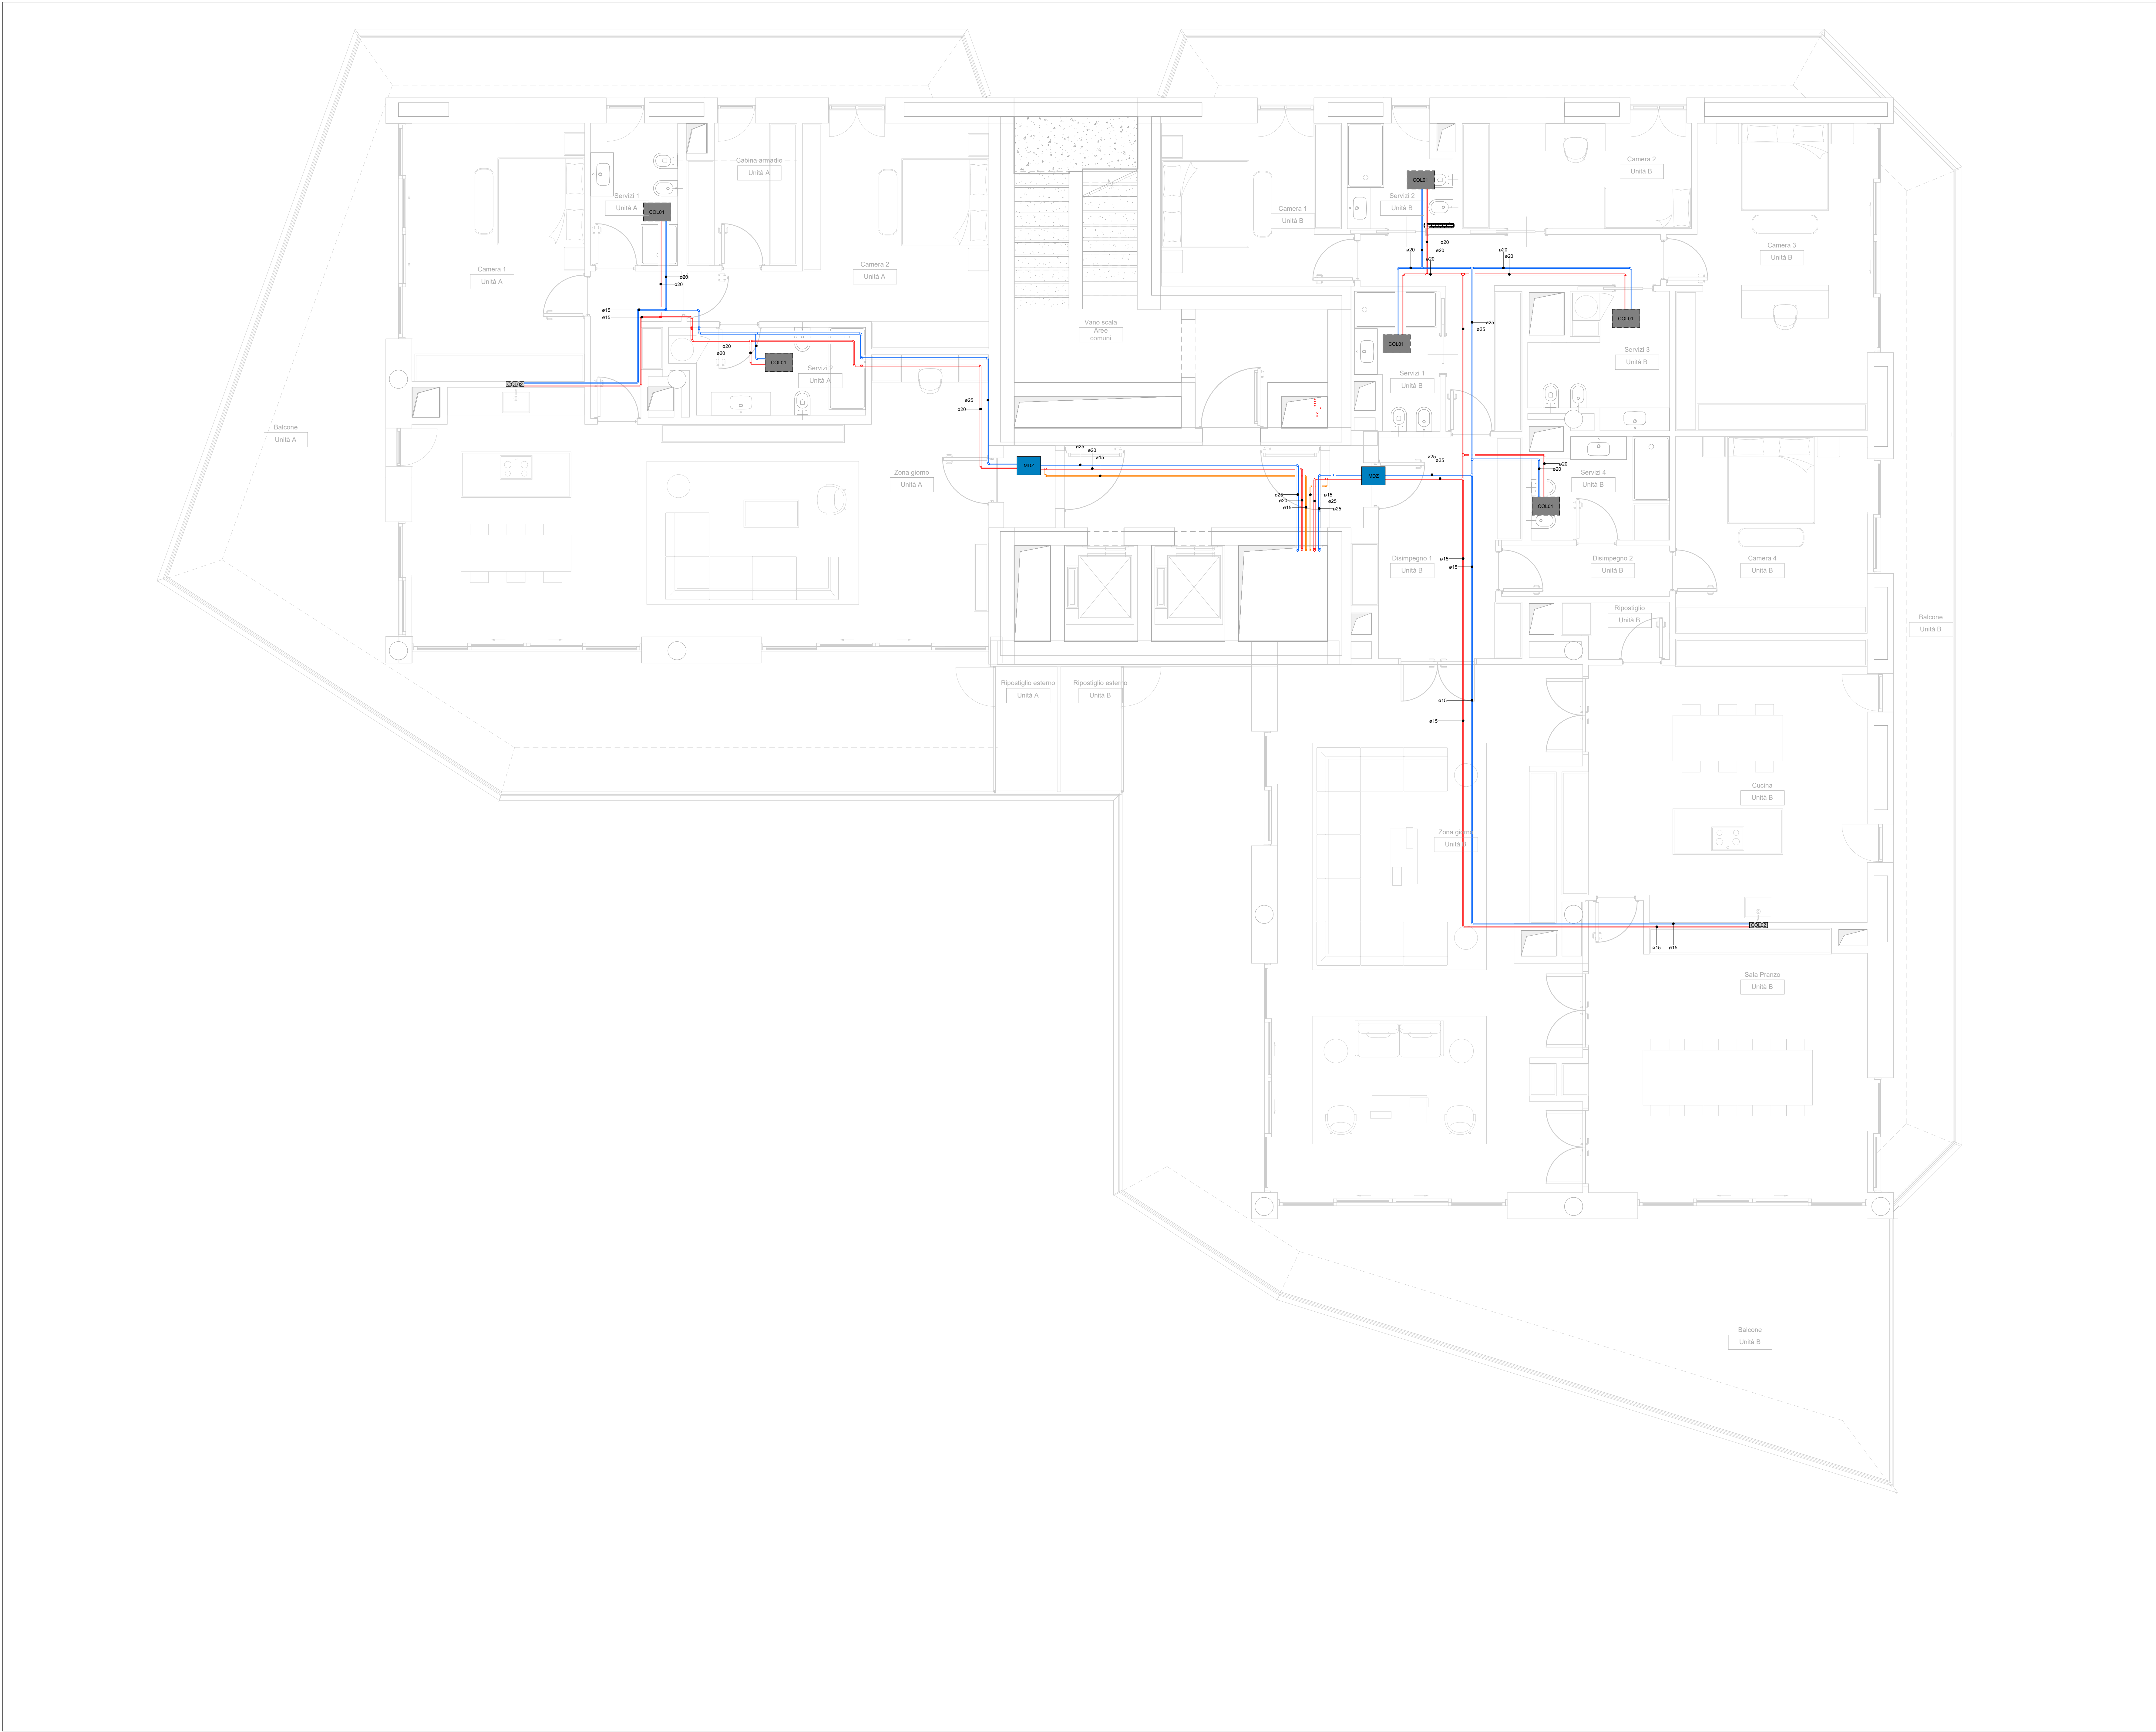 Cabina armadio
Unità A
Servizi 1
Unità A
COL01
Camera 1
Unità A
Camera 2
Unità A
ø20
ø20
ø15
ø15
ø20
ø20
COL01
Servizi 2
Unità A
ø25
ø20
Balcone
Unità A
Zona giorno
Unità A
MDZ
ø25
ø20
ø15
Vano scala
Aree
comuni
ø25
ø20
ø15
ø15
ø25
ø25
MDZ
ø25
ø25
Camera 1
Unità B
COL01
Servizi 2
Unità B
Camera 2
Unità B
Camera 3
Unità B
ø20
ø20
ø20
ø20
ø20
ø20
COL01
COL01
ø25
ø25
Servizi 1
Unità B
Servizi 3
Unità B
ø20
ø20
Servizi 4
Unità B
COL01
ø15
ø15
Disimpegno 1
Unità B
Disimpegno 2
Unità B
Camera 4
Unità B
Ripostiglio
Unità B
Balcone
Unità B
Ripostiglio esterno
Unità A
Ripostiglio esterno
Unità B
ø15
ø15
Cucina
Unità B
Zona giorno
Unità B
ø15
ø15
Sala Pranzo
Unità B
Balcone
Unità B